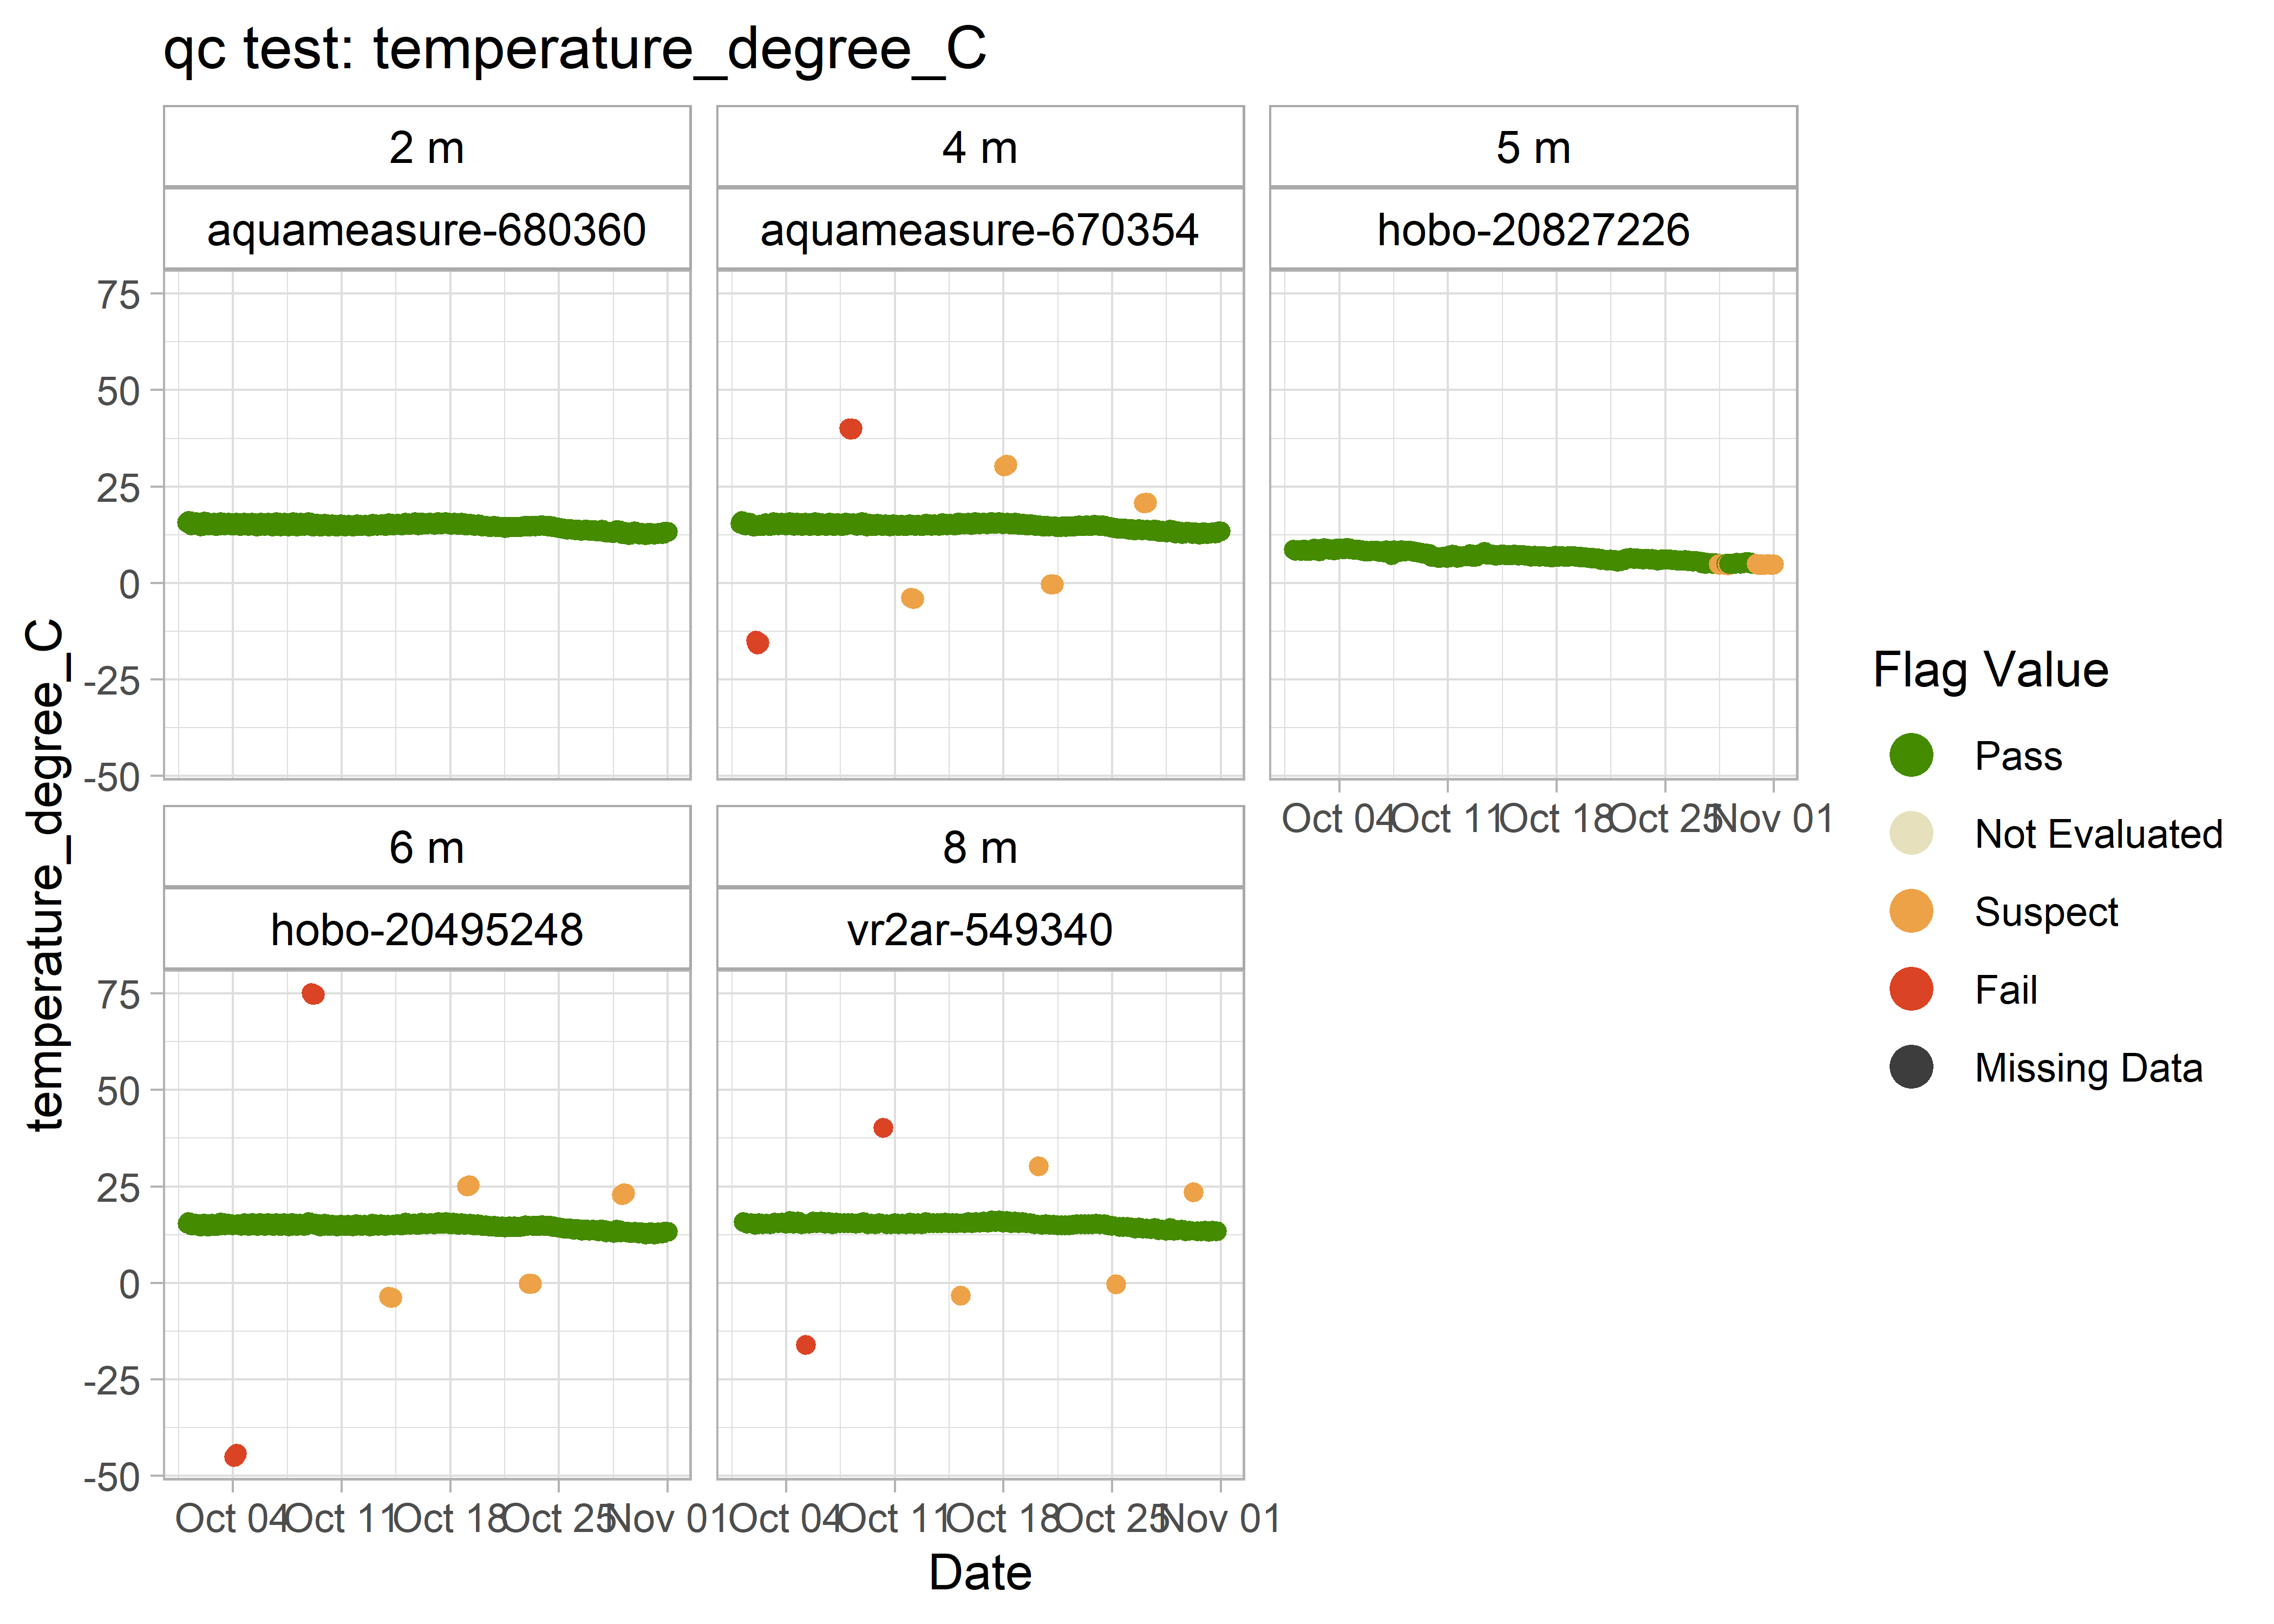 qc test: temperature_degree_C
2 m
4 m
5 m
aquameasure-680360
aquameasure-670354
hobo-20827226
75
50
25
0
-25
-50
Oct 04
Oct 11
Oct 18
Oct 25
Nov 01
6 m
8 m
hobo-20495248
vr2ar-549340
75
50
25
0
-25
-50
Oct 04
Oct 11
Oct 18
Oct 25
Nov 01
Oct 04
Oct 11
Oct 18
Oct 25
Nov 01
Date
temperature_degree_C
Flag Value
Pass
Not Evaluated
Suspect
Fail
Missing Data